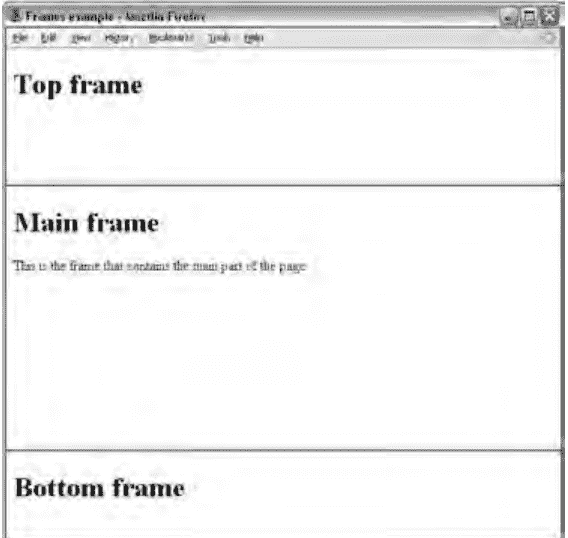 Frames example - Mozilla Firefox
File Edit View History Bookmarks Tools Help
Top frame
Main frame
This is the frame that contains the main part of the page
Bottom frame